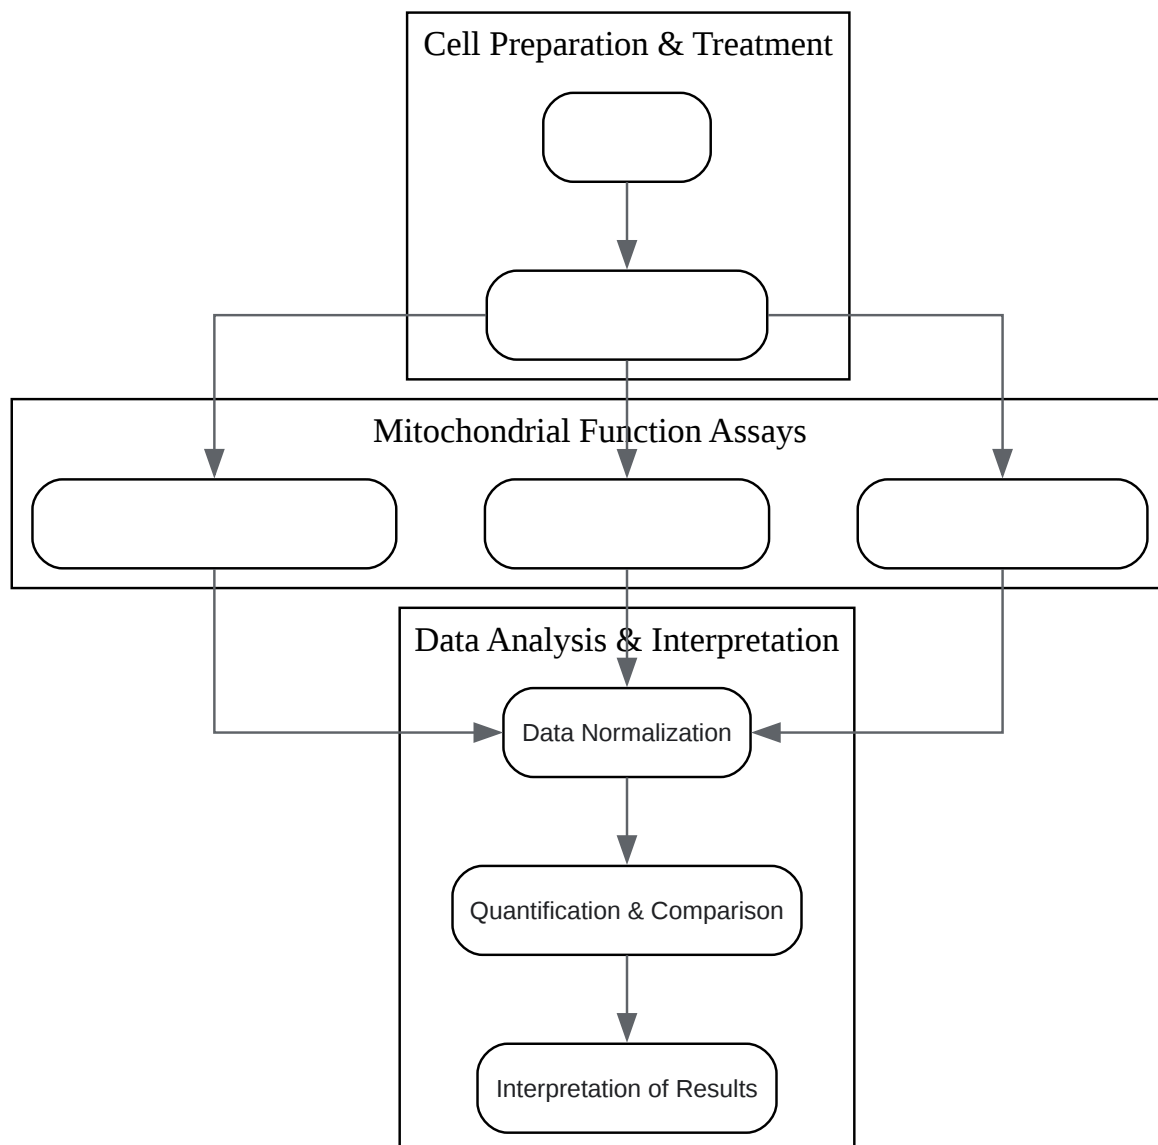 Cell Preparation & Treatment
Mitochondrial Function Assays
Data Analysis & Interpretation
Data Normalization
Quantification & Comparison
Interpretation of Results